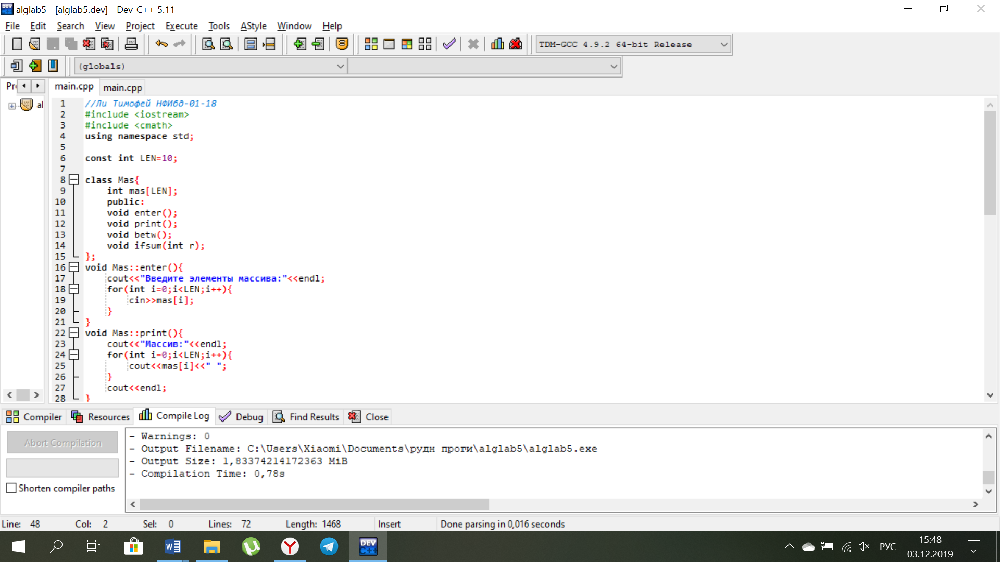 alglab5 - [alglab5.dev] - Dev-C++ 5.11
File Edit Search View Project Execute Tools AStyle Window Help
TDM-GCC 4.9.2 64-bit Release
(globals)
main.cpp main.cpp
al
1 //Ли Тимофей НФИбд-01-18
2 #include <iostream>
3 #include <cmath>
4 using namespace std;
5
6 const int LEN=10;
7
8 class Mas{
9 int mas[LEN];
10 public:
11 void enter();
12 void print();
13 void betw();
14 void ifsum(int r);
15 };
16 void Mas::enter(){
17 cout<<"Введите элементы массива:"<<endl;
18 for(int i=0;i<LEN;i++){
19 cin>>mas[i];
20 }
21 }
22 void Mas::print(){
23 cout<<"Массив:"<<endl;
24 for(int i=0;i<LEN;i++){
25 cout<<mas[i]<<" ";
26 }
27 cout<<endl;
28 }
Compiler Resources Compile Log Debug Find Results Close
Abort Compilation
Shorten compiler paths
- Warnings: 0
- Output Filename: C:\Users\Xiaomi\Documents\рудн проги\alglab5\alglab5.exe
- Output Size: 1,83374214172363 MiB
- Compilation Time: 0,78s
Line: 48 Col: 2 Sel: 0 Lines: 72 Length: 1468 Insert Done parsing in 0,016 seconds
DEV C++
РУС
15:48
03.12.2019